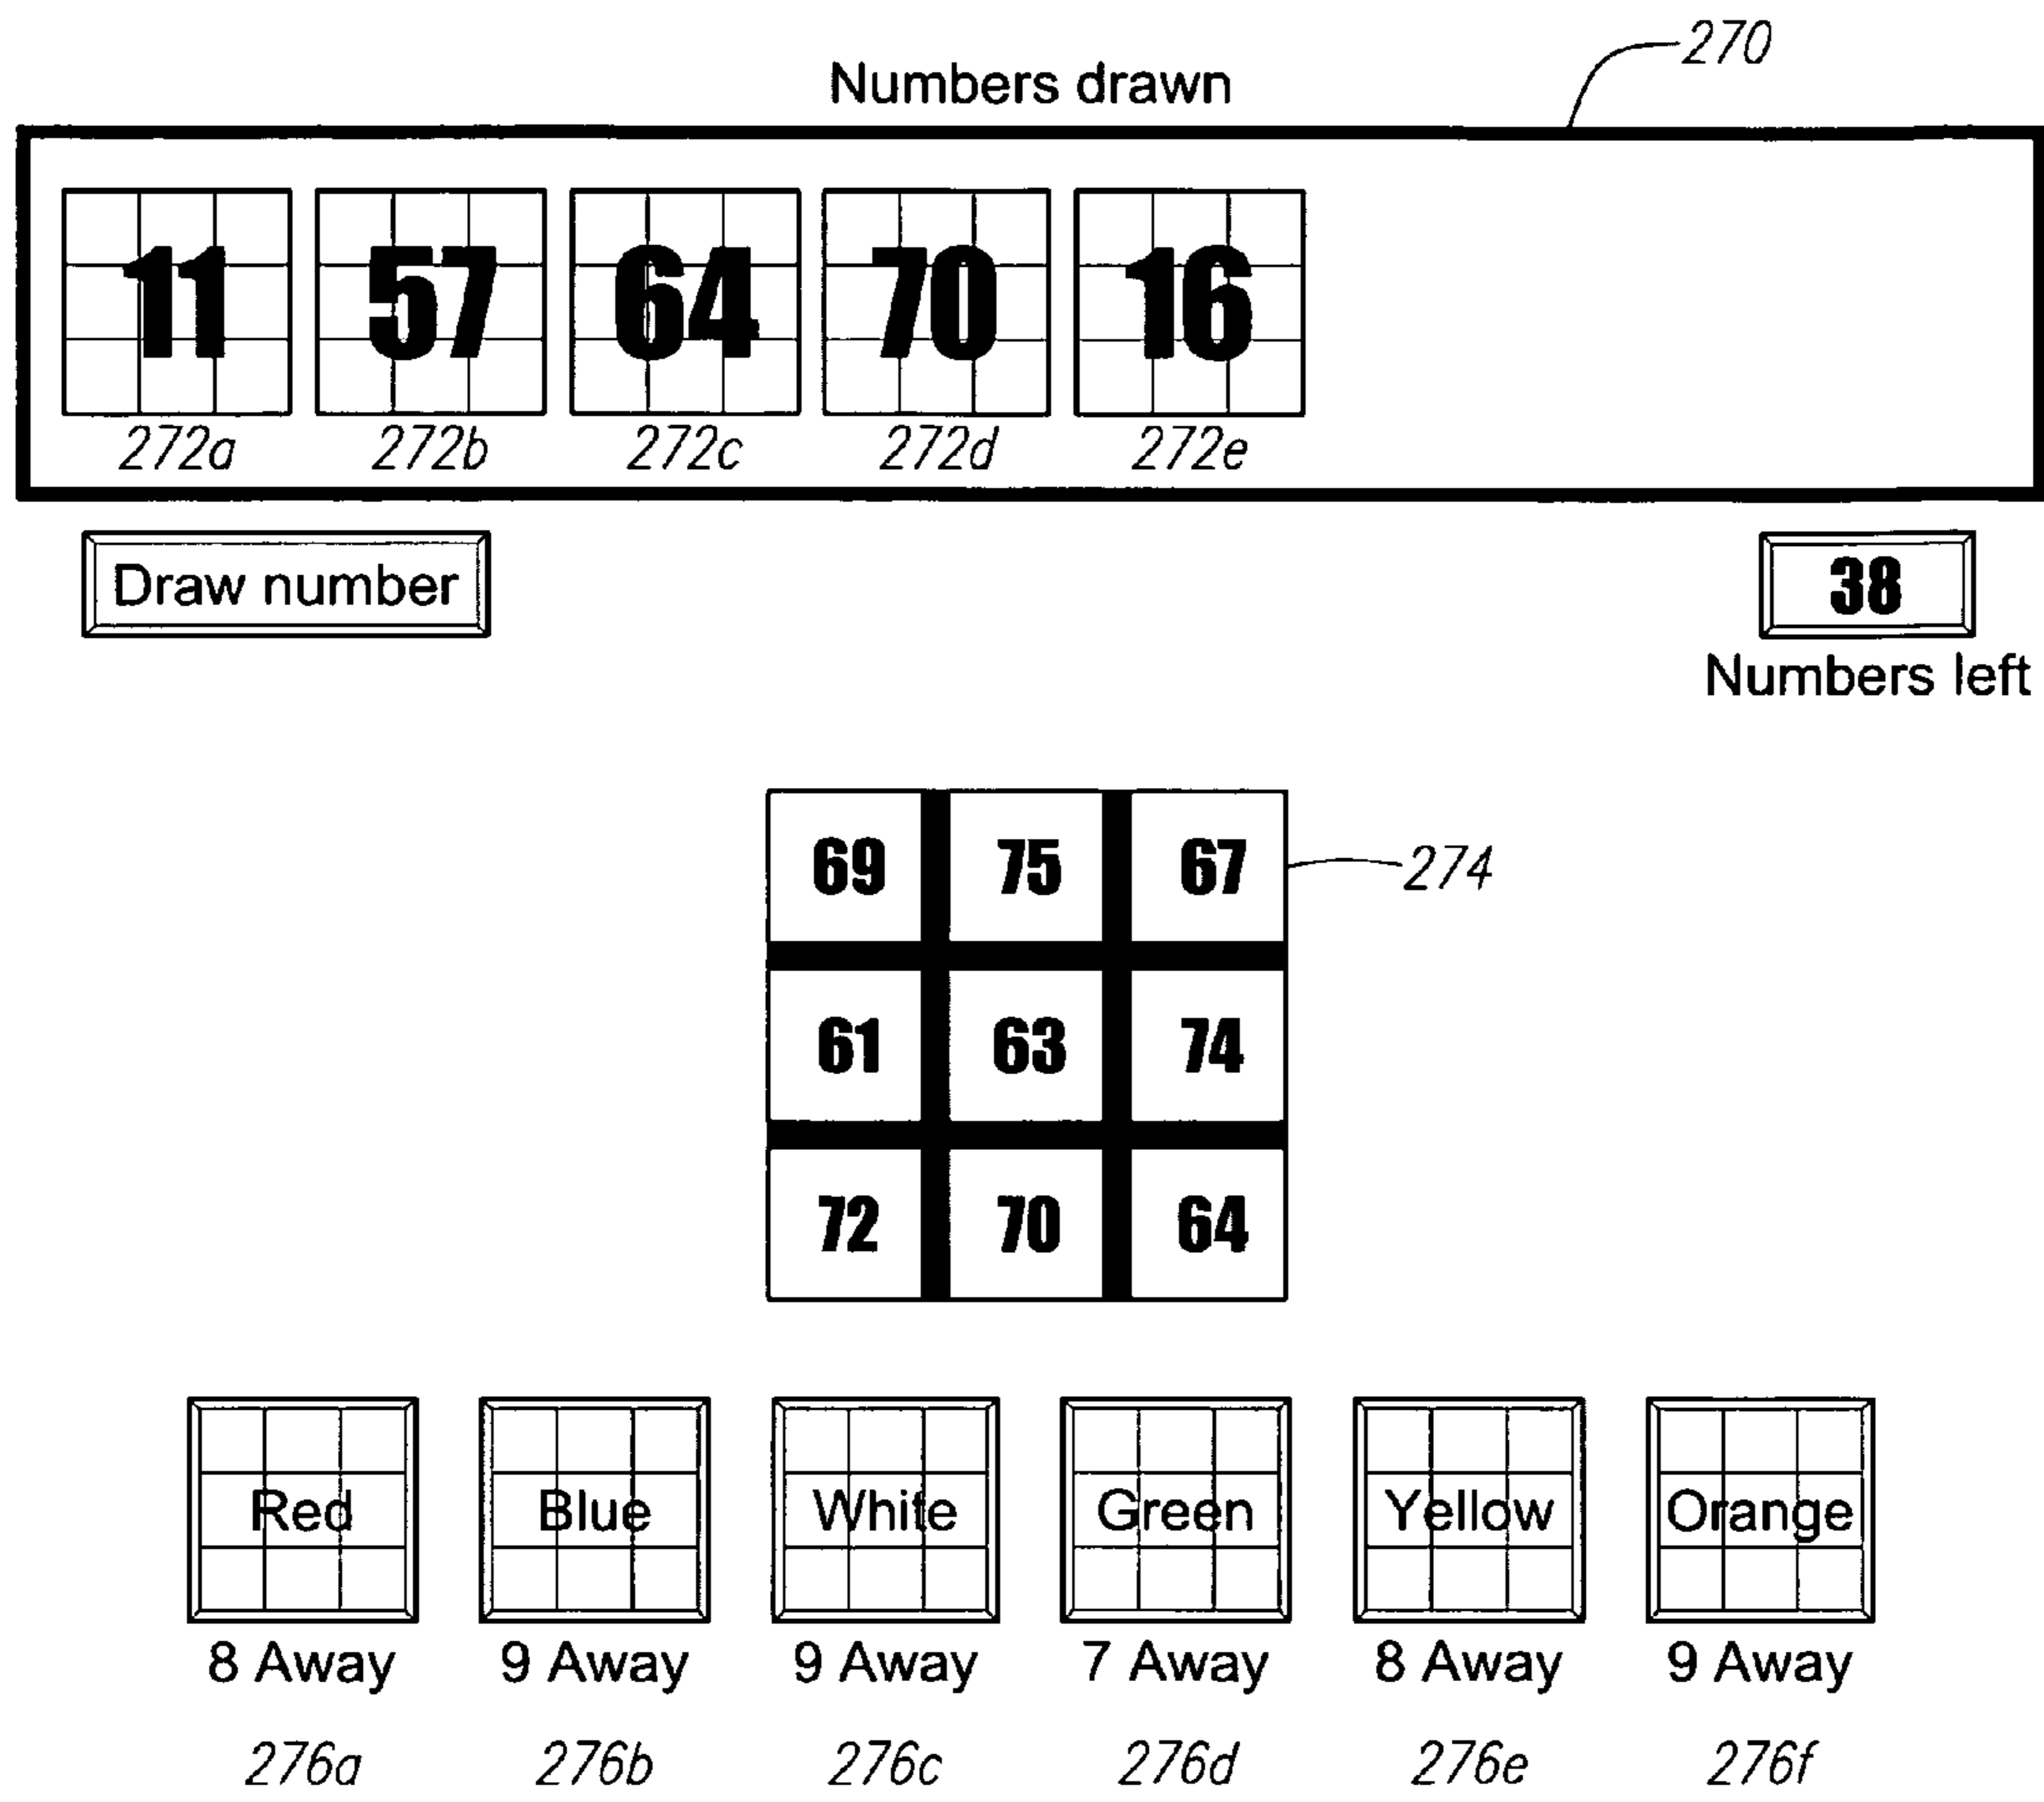 270
Numbers drawn
11 57 64 70 16
272a 272b 272c 272d 272e
Draw number 38
Numbers left
69 75 67 274
61 63 74
72 70 64
Red Blue White Green Yellow Orange
8 Away 9 Away 9 Away 7 Away 8 Away 9 Away
276a 276b 276c 276d 276e 276f